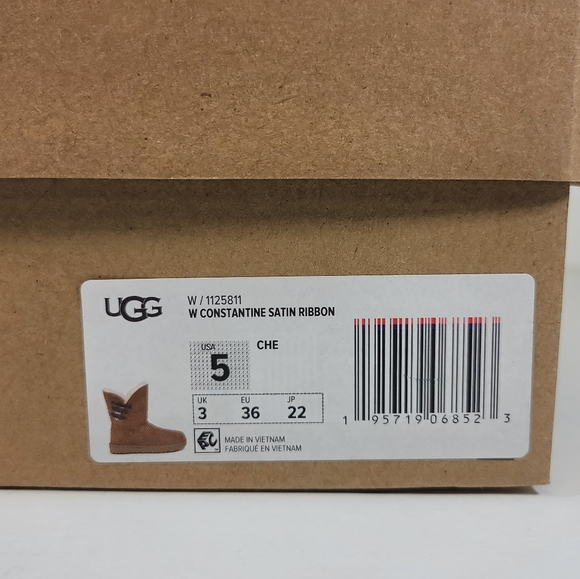 UGG
W / 1125811
W CONSTANTINE SATIN RIBBON
USA
5
CHE
UK EU JP
3 36 22
MADE IN VIETNAM
FABRIQUÉ EN VIETNAM
1 95719 06852 3